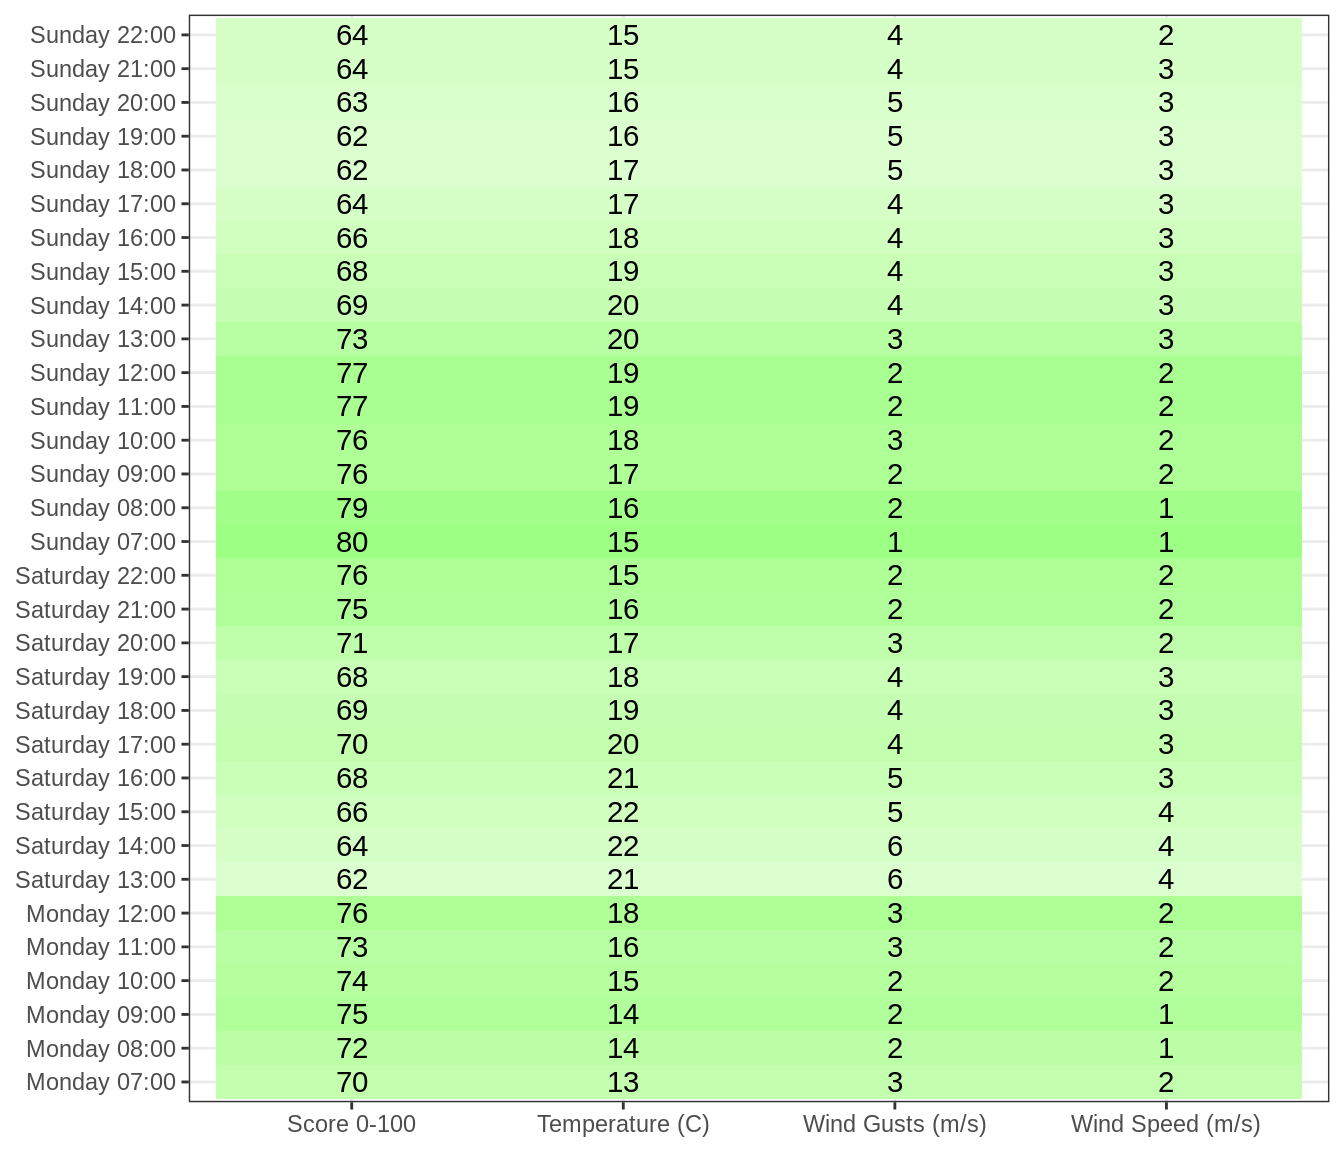 Sunday 22:00 64 15 4 2
Sunday 21:00 64 15 4 3
Sunday 20:00 63 16 5 3
Sunday 19:00 62 16 5 3
Sunday 18:00 62 17 5 3
Sunday 17:00 64 17 4 3
Sunday 16:00 66 18 4 3
Sunday 15:00 68 19 4 3
Sunday 14:00 69 20 4 3
Sunday 13:00 73 20 3 3
Sunday 12:00 77 19 2 2
Sunday 11:00 77 19 2 2
Sunday 10:00 76 18 3 2
Sunday 09:00 76 17 2 2
Sunday 08:00 79 16 2 1
Sunday 07:00 80 15 1 1
Saturday 22:00 76 15 2 2
Saturday 21:00 75 16 2 2
Saturday 20:00 71 17 3 2
Saturday 19:00 68 18 4 3
Saturday 18:00 69 19 4 3
Saturday 17:00 70 20 4 3
Saturday 16:00 68 21 5 3
Saturday 15:00 66 22 5 4
Saturday 14:00 64 22 6 4
Saturday 13:00 62 21 6 4
Monday 12:00 76 18 3 2
Monday 11:00 73 16 3 2
Monday 10:00 74 15 2 2
Monday 09:00 75 14 2 1
Monday 08:00 72 14 2 1
Monday 07:00 70 13 3 2
Score 0-100 Temperature (C) Wind Gusts (m/s) Wind Speed (m/s)